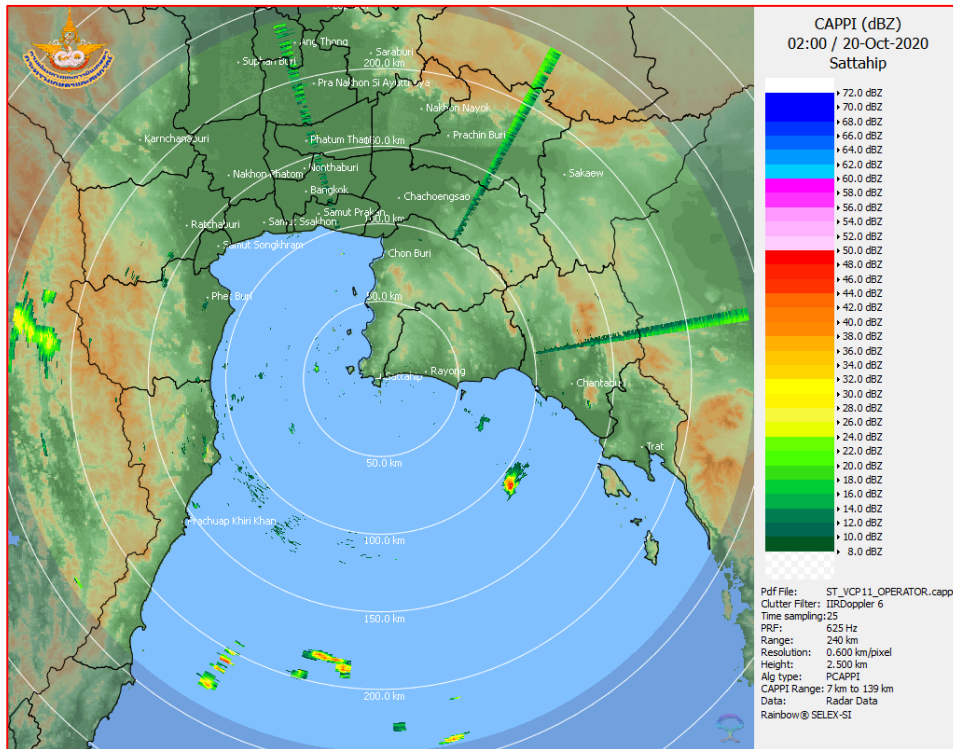 CAPPI (dBZ)
02:00 / 20-Oct-2020
Sattahip
72.0 dBZ
70.0 dBZ
68.0 dBZ
66.0 dBZ
64.0 dBZ
62.0 dBZ
60.0 dBZ
58.0 dBZ
56.0 dBZ
54.0 dBZ
52.0 dBZ
50.0 dBZ
48.0 dBZ
46.0 dBZ
44.0 dBZ
42.0 dBZ
40.0 dBZ
38.0 dBZ
36.0 dBZ
34.0 dBZ
32.0 dBZ
30.0 dBZ
28.0 dBZ
26.0 dBZ
24.0 dBZ
22.0 dBZ
20.0 dBZ
18.0 dBZ
16.0 dBZ
14.0 dBZ
12.0 dBZ
10.0 dBZ
8.0 dBZ
Pdf File: ST_VCP11_OPERATOR.capp
Clutter Filter: IIRDoppler 6
Time sampling:25
PRF: 625 Hz
Range: 240 km
Resolution: 0.600 km/pixel
Height: 2.500 km
Alg type: PCAPPI
CAPPI Range: 7 km to 139 km
Data: Radar Data
Rainbow® SELEX-SI
Ang Thong
Saraburi
Suphan Buri
200.0 km
Pra Nakhon Si Ayutthaya
Nakhon Nayok
Karnchanaburi
Phatum Thani
150.0 km
Prachin Buri
Nonthaburi
Nakhon Phatom
Sakaew
Bangkok
Chachoengsao
Samut Prakan
100.0 km
Ratchaburi
Samut Ssakhon
Samut Songkhram
Chon Buri
Phet Buri
50.0 km
Rayong
Sattahip
Chantaburi
Trat
50.0 km
Prachuap Khiri Khan
100.0 km
150.0 km
200.0 km